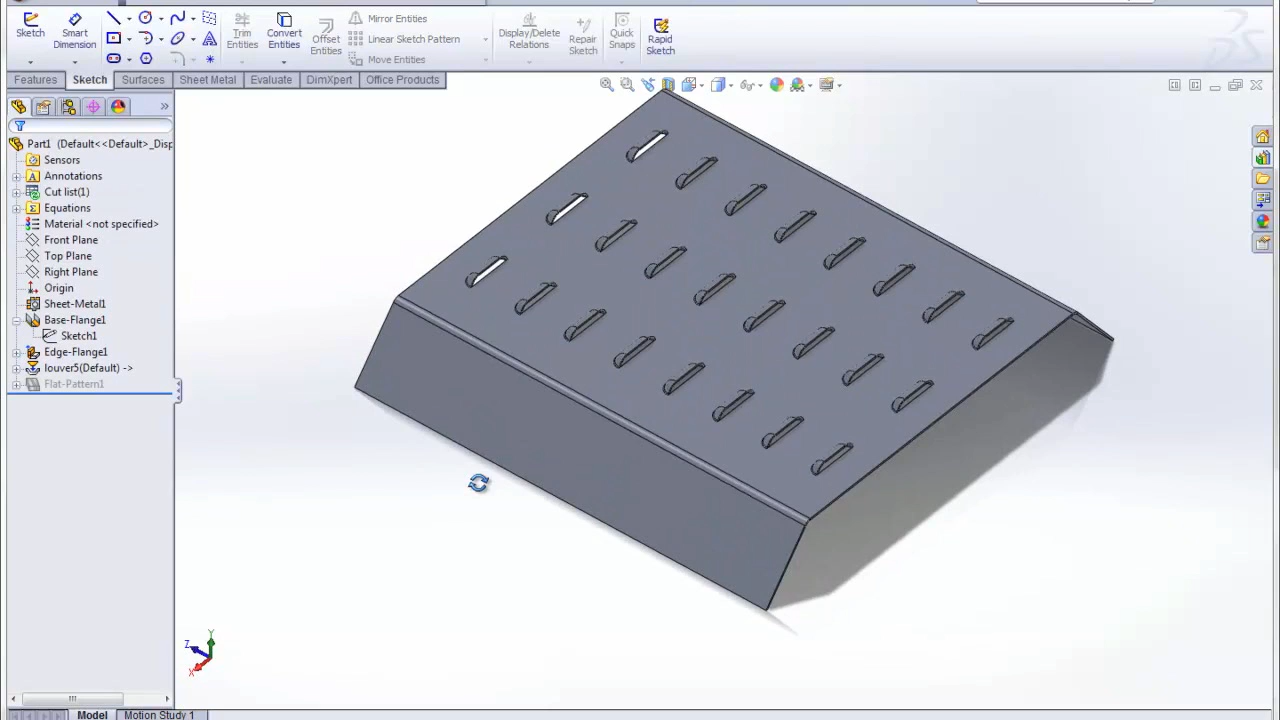 Sketch
Smart Dimension
Trim Entities
Convert Entities
Offset Entities
Mirror Entities
Linear Sketch Pattern
Move Entities
Display/Delete Relations
Repair Sketch
Quick Snaps
Rapid Sketch
Features Sketch Surfaces Sheet Metal Evaluate DimXpert Office Products
Part1 (Default<<Default>_Disp
Sensors
Annotations
Cut list(1)
Equations
Material <not specified>
Front Plane
Top Plane
Right Plane
Origin
Sheet-Metal1
Base-Flange1
Sketch1
Edge-Flange1
louver5(Default) ->
Flat-Pattern1
Y
Z
X
Model Motion Study 1